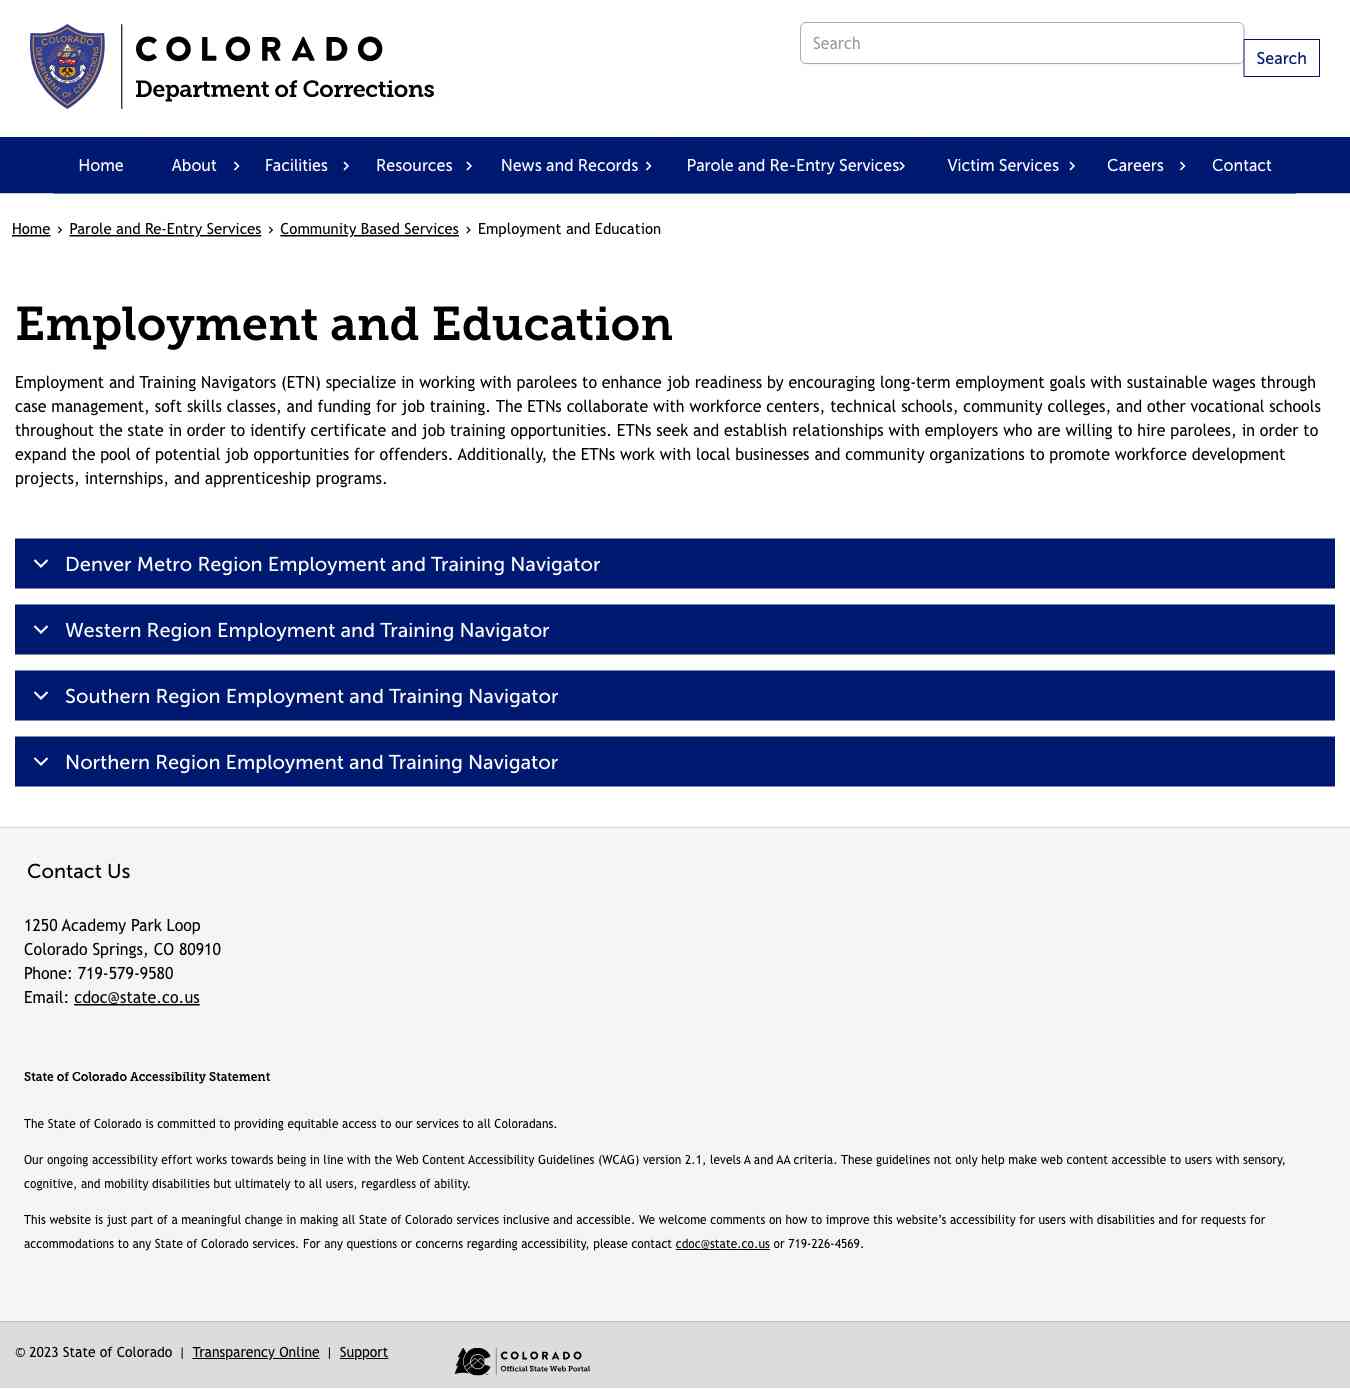 COLORADO
Department of Corrections
Search
Search
Home About Facilities Resources News and Records Parole and Re-Entry Services Victim Services Careers Contact
Home › Parole and Re-Entry Services › Community Based Services › Employment and Education
Employment and Education
Employment and Training Navigators (ETN) specialize in working with parolees to enhance job readiness by encouraging long-term employment goals with sustainable wages through
case management, soft skills classes, and funding for job training. The ETNs collaborate with workforce centers, technical schools, community colleges, and other vocational schools
throughout the state in order to identify certificate and job training opportunities. ETNs seek and establish relationships with employers who are willing to hire parolees, in order to
expand the pool of potential job opportunities for offenders. Additionally, the ETNs work with local businesses and community organizations to promote workforce development
projects, internships, and apprenticeship programs.
Denver Metro Region Employment and Training Navigator
Western Region Employment and Training Navigator
Southern Region Employment and Training Navigator
Northern Region Employment and Training Navigator
Contact Us
1250 Academy Park Loop
Colorado Springs, CO 80910
Phone: 719-579-9580
Email: cdoc@state.co.us
State of Colorado Accessibility Statement
The State of Colorado is committed to providing equitable access to our services to all Coloradans.
Our ongoing accessibility effort works towards being in line with the Web Content Accessibility Guidelines (WCAG) version 2.1, levels A and AA criteria. These guidelines not only help make web content accessible to users with sensory,
cognitive, and mobility disabilities but ultimately to all users, regardless of ability.
This website is just part of a meaningful change in making all State of Colorado services inclusive and accessible. We welcome comments on how to improve this website’s accessibility for users with disabilities and for requests for
accommodations to any State of Colorado services. For any questions or concerns regarding accessibility, please contact cdoc@state.co.us or 719-226-4569.
© 2023 State of Colorado | Transparency Online | Support
COLORADO
Official State Web Portal